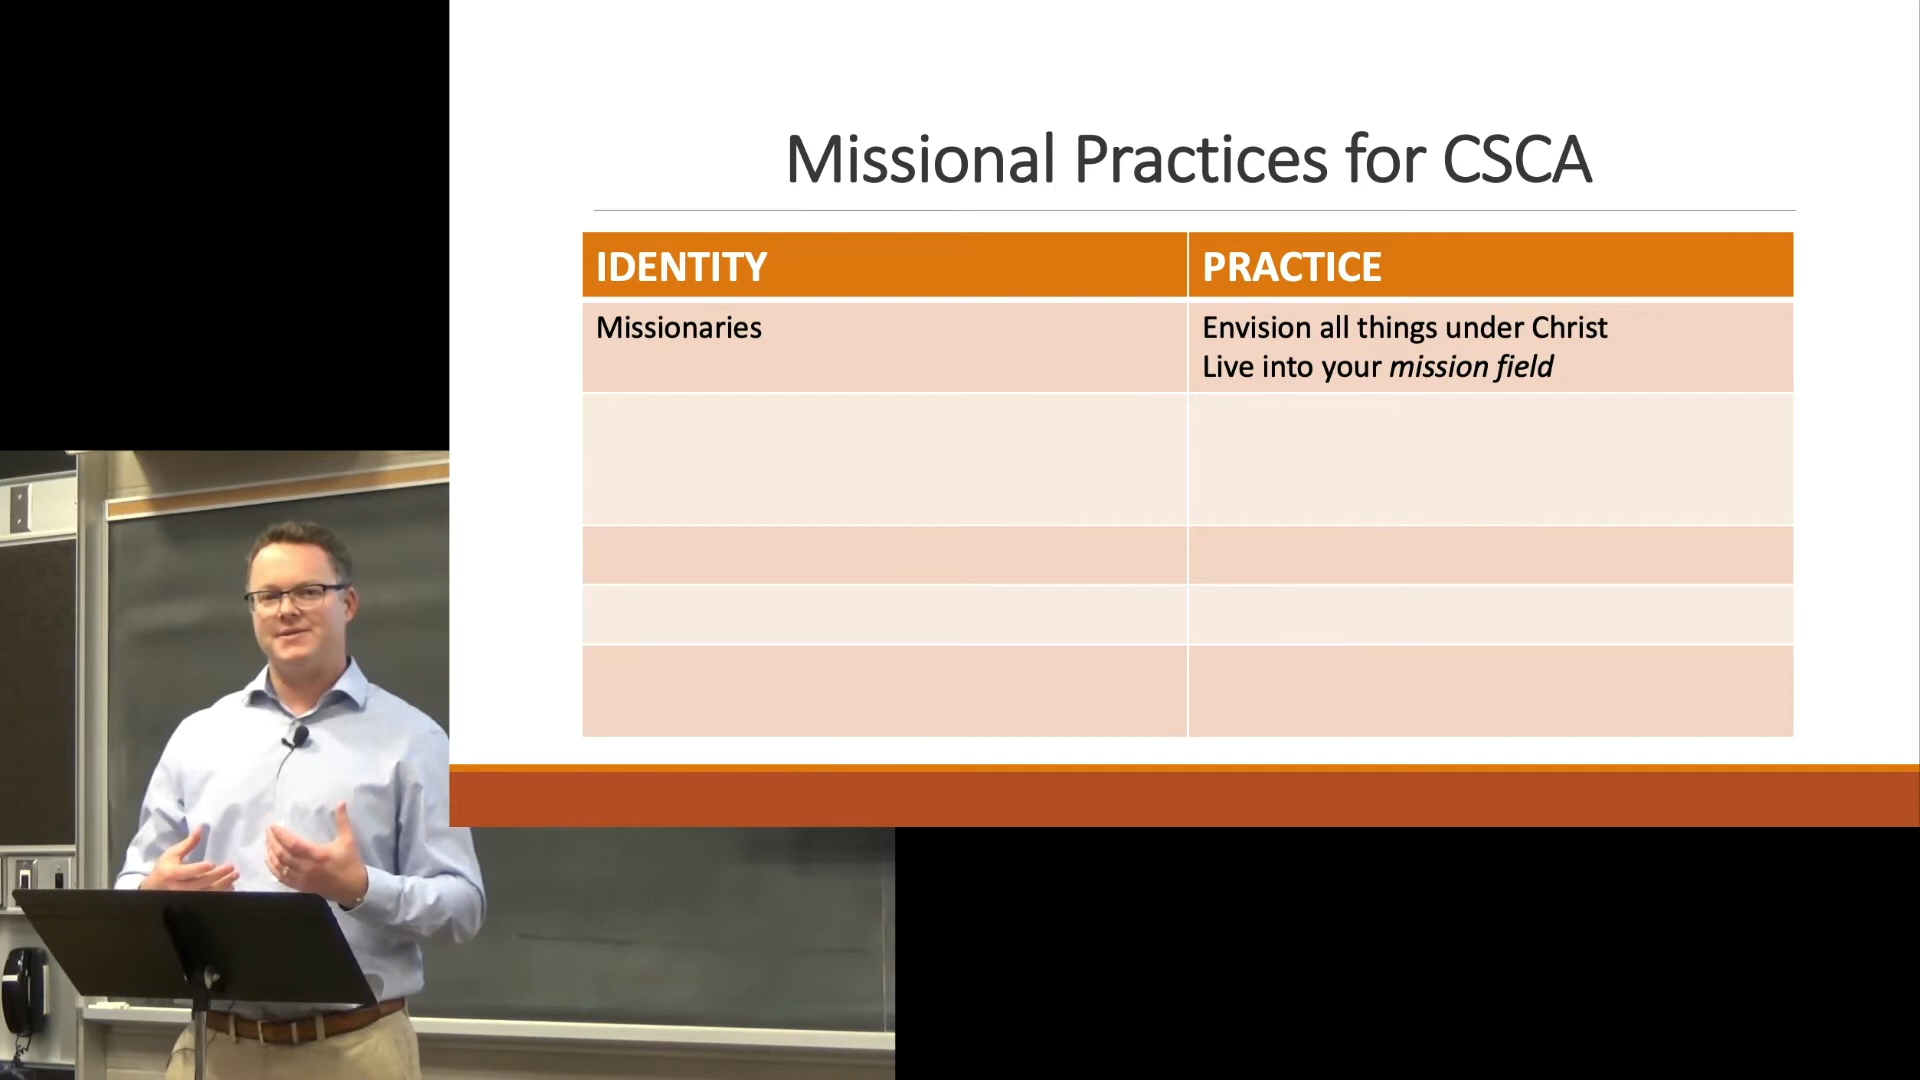 Missional Practices for CSCA
IDENTITY
PRACTICE
Missionaries
Envision all things under Christ
Live into your mission field